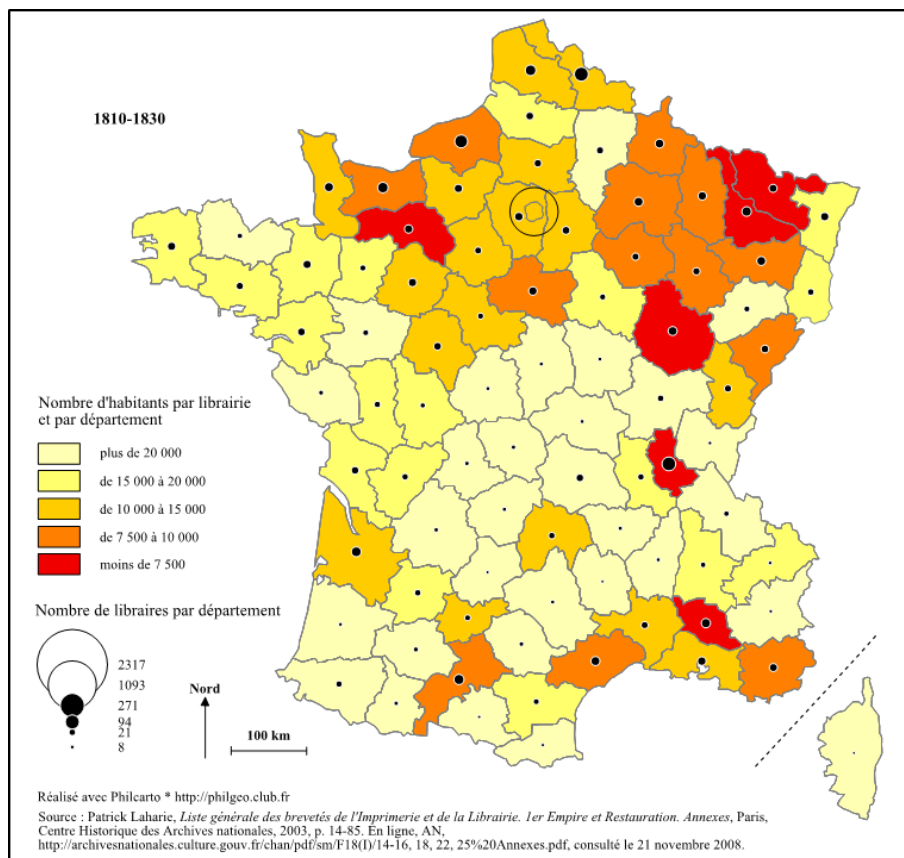 1810-1830
Nombre d'habitants par librairie
et par département
plus de 20 000
de 15 000 à 20 000
de 10 000 à 15 000
de 7 500 à 10 000
moins de 7 500
Nombre de libraires par département
2317
1093
271
94
21
8
Nord
100 km
Réalisé avec Philcarto * http://philgeo.club.fr
Source : Patrick Laharie, Liste générale des brevetés de l'Imprimerie et de la Librairie. 1er Empire et Restauration. Annexes, Paris,
Centre Historique des Archives nationales, 2003, p. 14-85. En ligne, AN,
http://archivesnationales.culture.gouv.fr/chan/pdf/sm/F18(I)/14-16, 18, 22, 25%20Annexes.pdf, consulté le 21 novembre 2008.